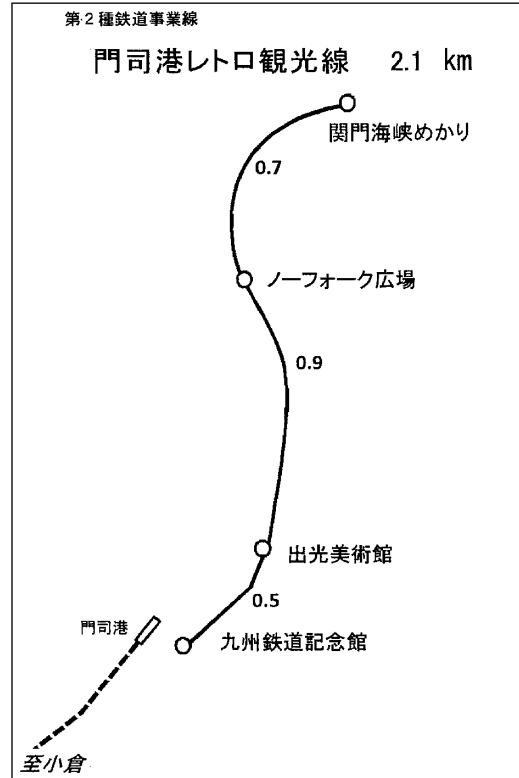 第2種鉄道事業線
門司港レトロ観光線 2.1 km
関門海峡めかり
0.7
ノーフォーク広場
0.9
出光美術館
0.5
門司港
九州鉄道記念館
至小倉